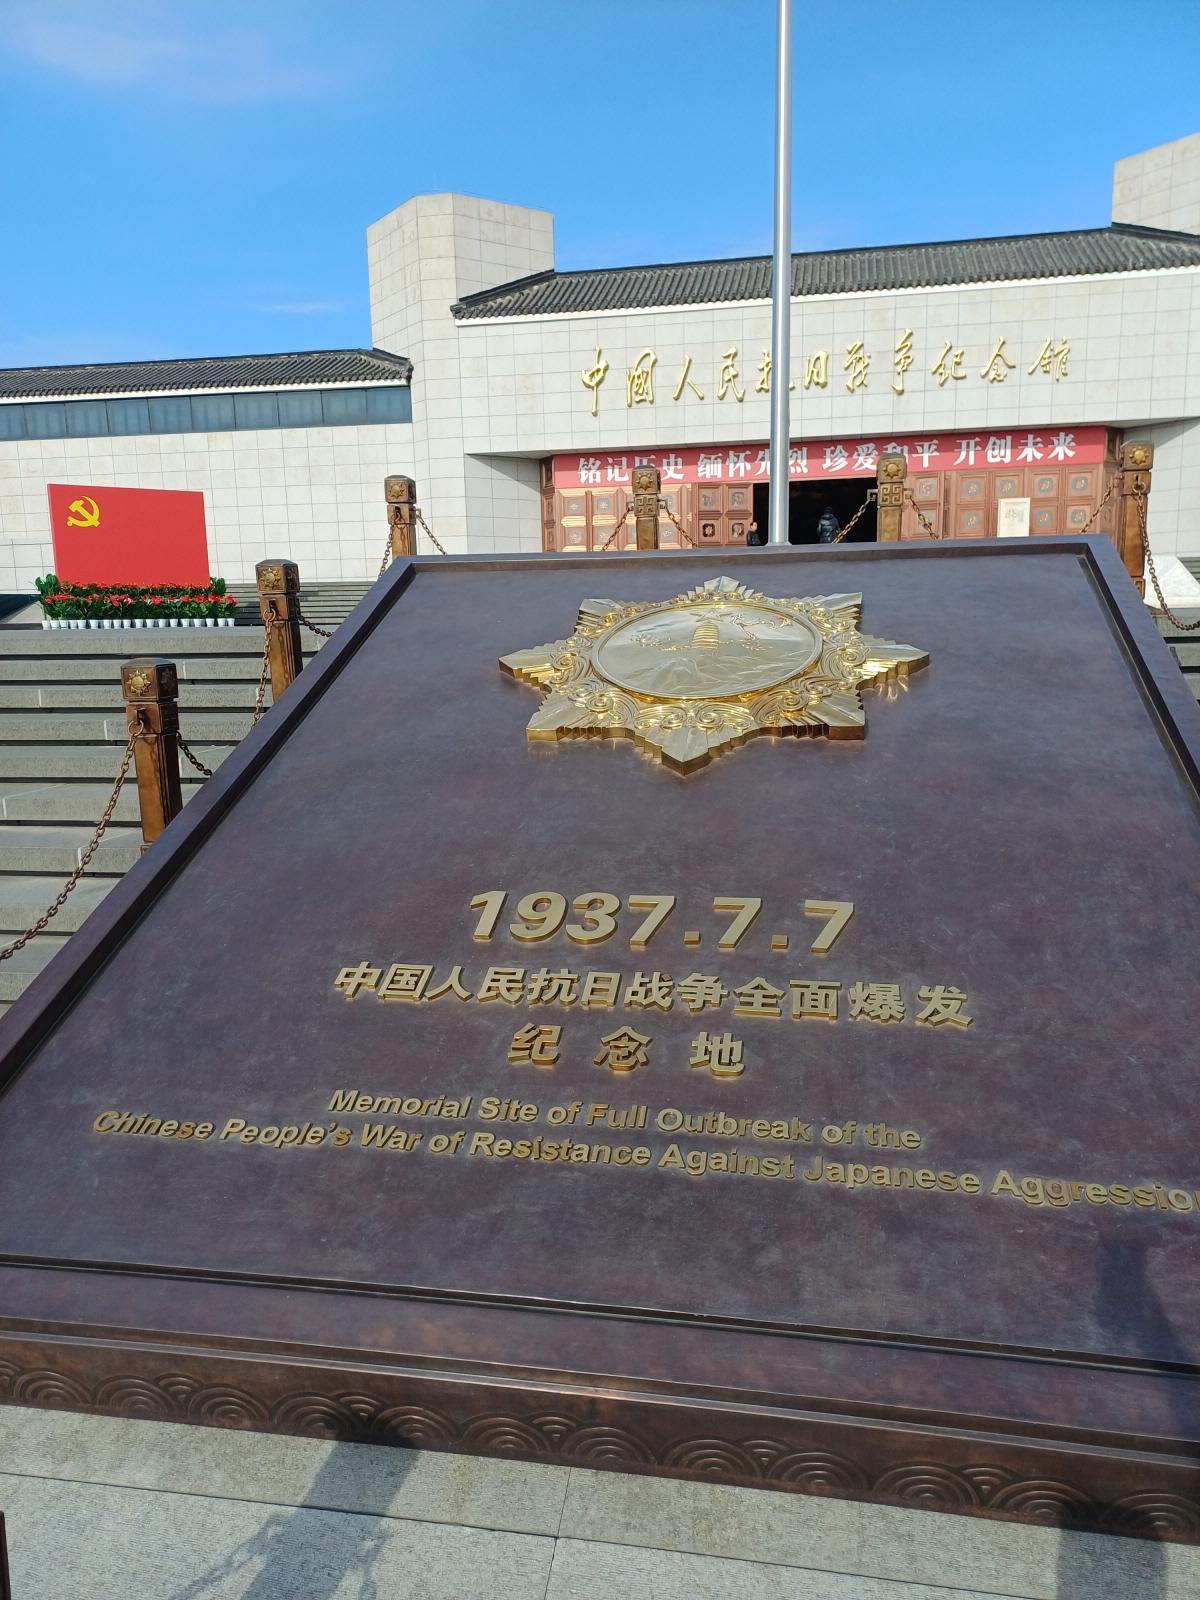 中国人民抗日战争纪念馆
铭记历史 缅怀先烈 珍爱和平 开创未来
1937.7.7
中国人民抗日战争全面爆发
纪念地
Memorial Site of Full Outbreak of the
Chinese People's War of Resistance Against Japanese Aggression